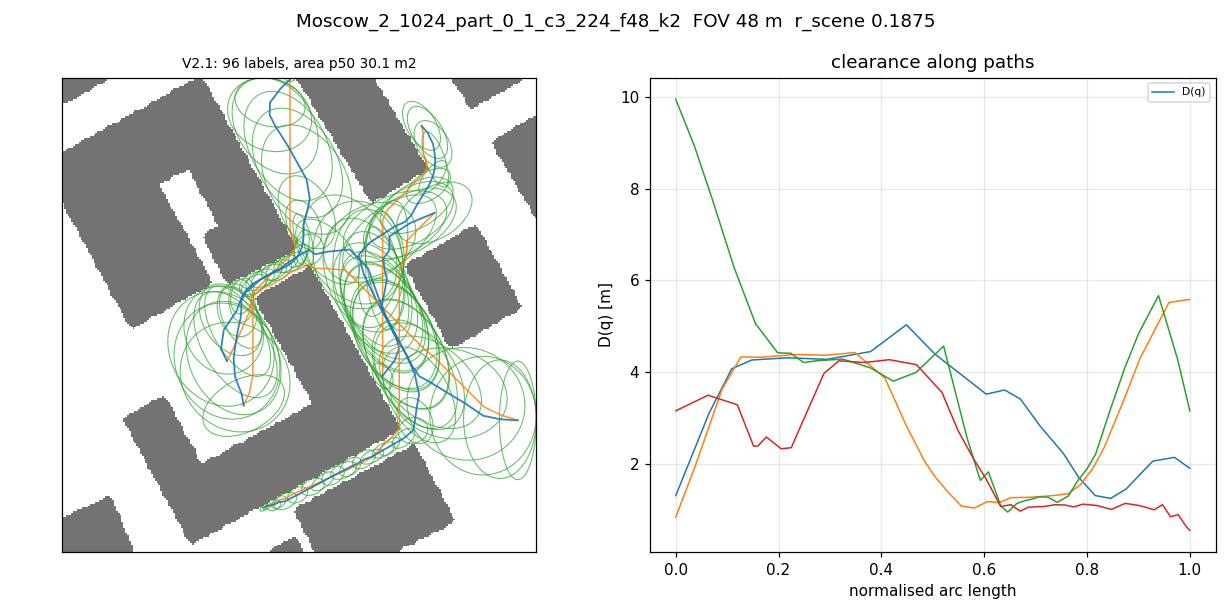 Moscow_2_1024_part_0_1_c3_224_f48_k2  FOV 48 m  r_scene 0.1875
V2.1: 96 labels, area p50 30.1 m2
clearance along paths
D(q)
10
8
6
4
2
D(q) [m]
0.0
0.2
0.4
0.6
0.8
1.0
normalised arc length